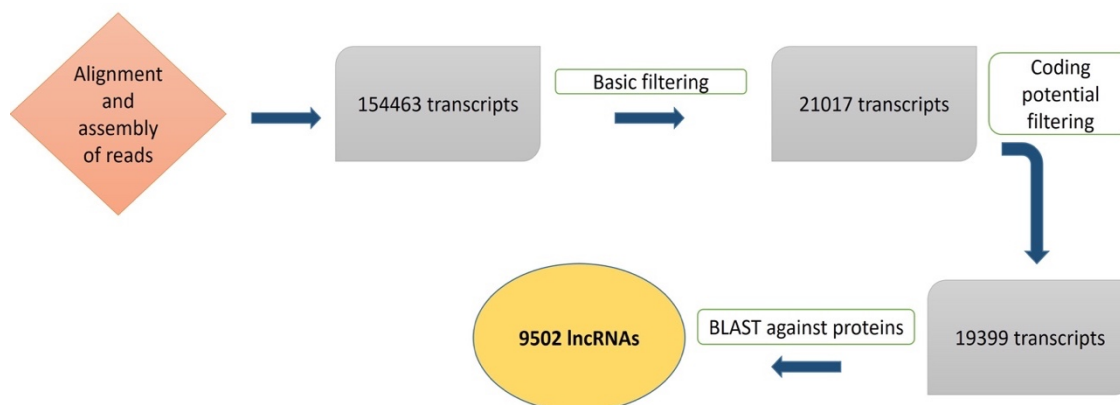 Alignment
and
assembly
of reads
154463 transcripts
Basic filtering
21017 transcripts
Coding
potential
filtering
19399 transcripts
BLAST against proteins
9502 lncRNAs